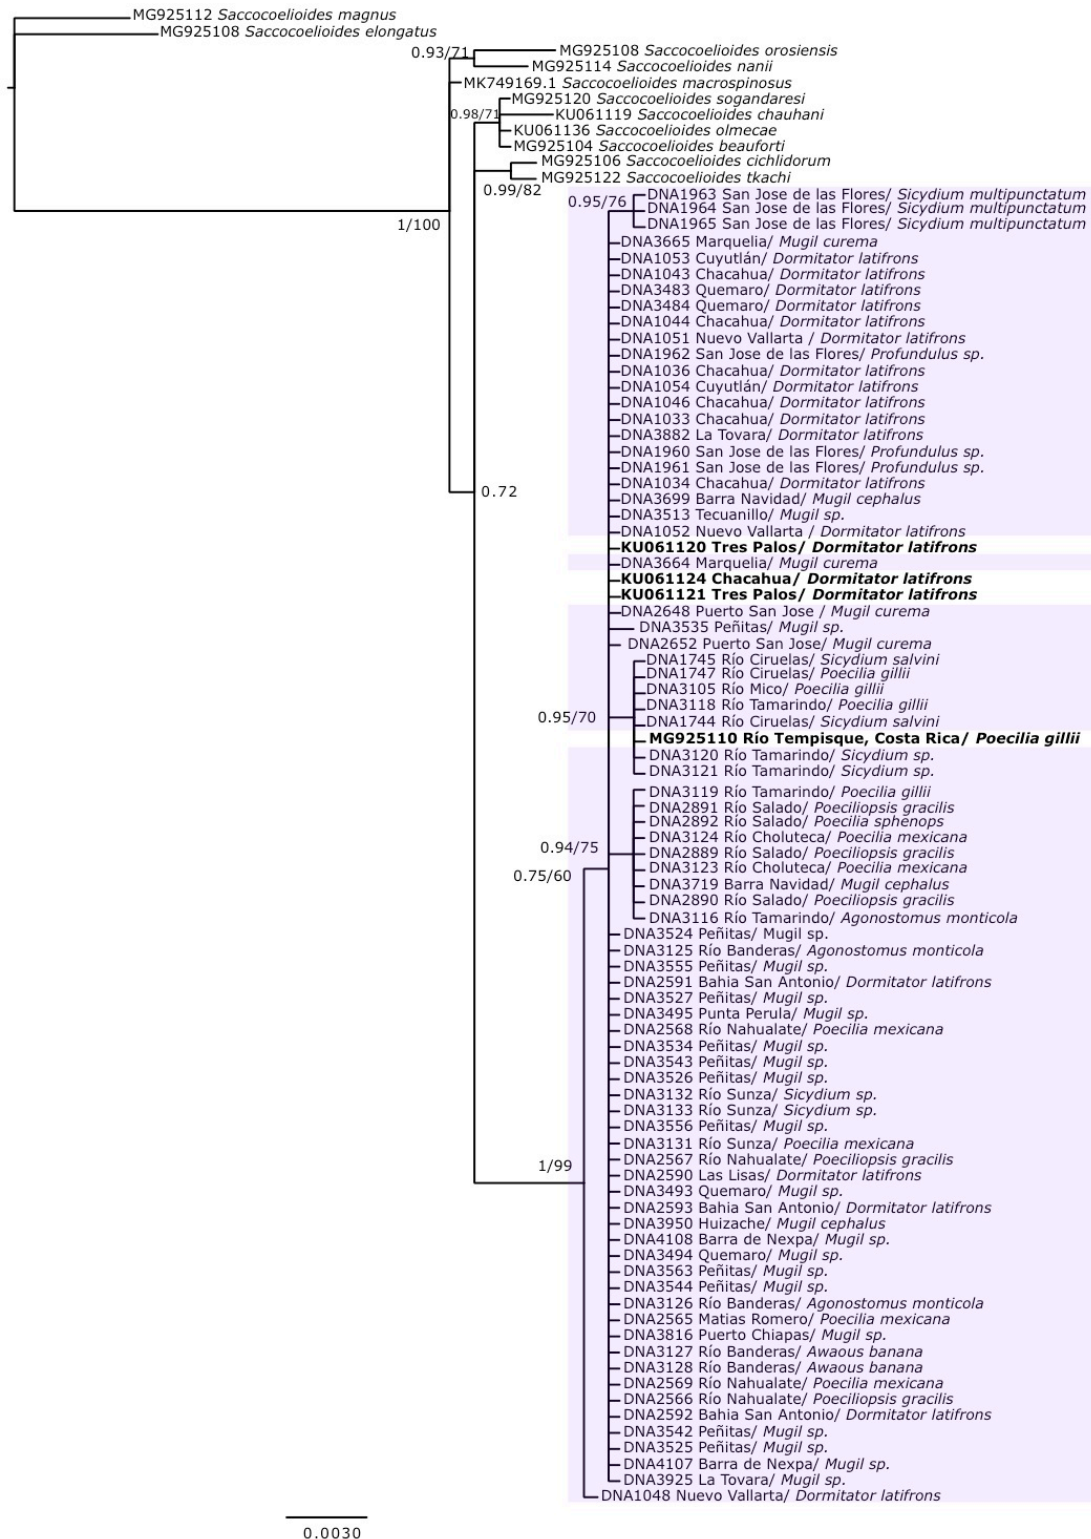 MG925112 Saccocoelioides magnus
MG925108 Saccocoelioides elongatus
0.93/71
MG925108 Saccocoelioides orosiensis
MG925114 Saccocoelioides nanii
MK749169.1 Saccocoelioides macrospinosus
MG925120 Saccocoelioides sogandaresi
0.98/71
KU061119 Saccocoelioides chauhani
KU061136 Saccocoelioides olmecae
MG925104 Saccocoelioides beauforti
MG925106 Saccocoelioides cichlidorum
MG925122 Saccocoelioides tkachi
0.99/82
1/100
0.95/76
DNA1963 San Jose de las Flores/ Sicydium multipunctatum
DNA1964 San Jose de las Flores/ Sicydium multipunctatum
DNA1965 San Jose de las Flores/ Sicydium multipunctatum
DNA3665 Marquelia/ Mugil curema
DNA1053 Cuyutlán/ Dormitator latifrons
DNA1043 Chacahua/ Dormitator latifrons
DNA3483 Quemaro/ Dormitator latifrons
DNA3484 Quemaro/ Dormitator latifrons
DNA1044 Chacahua/ Dormitator latifrons
DNA1051 Nuevo Vallarta / Dormitator latifrons
DNA1962 San Jose de las Flores/ Profundulus sp.
DNA1036 Chacahua/ Dormitator latifrons
DNA1054 Cuyutlán/ Dormitator latifrons
DNA1046 Chacahua/ Dormitator latifrons
DNA1033 Chacahua/ Dormitator latifrons
DNA3882 La Tovara/ Dormitator latifrons
DNA1960 San Jose de las Flores/ Profundulus sp.
DNA1961 San Jose de las Flores/ Profundulus sp.
DNA1034 Chacahua/ Dormitator latifrons
0.72
DNA3699 Barra Navidad/ Mugil cephalus
DNA3513 Tecuanillo/ Mugil sp.
DNA1052 Nuevo Vallarta/ Dormitator latifrons
KU061120 Tres Palos/ Dormitator latifrons
DNA3664 Marquelia/ Mugil curema
KU061124 Chacahua/ Dormitator latifrons
KU061121 Tres Palos/ Dormitator latifrons
DNA2648 Puerto San Jose / Mugil curema
DNA3535 Peñitas/ Mugil sp.
DNA2652 Puerto San Jose/ Mugil curema
DNA1745 Río Ciruelas/ Sicydium salvini
DNA1747 Río Ciruelas/ Poecilia gillii
DNA3105 Río Mico/ Poecilia gillii
DNA3118 Río Tamarindo/ Poecilia gillii
0.95/70
DNA1744 Río Ciruelas/ Sicydium salvini
MG925110 Río Tempisque, Costa Rica/ Poecilia gillii
DNA3120 Río Tamarindo/ Sicydium sp.
DNA3121 Río Tamarindo/ Sicydium sp.
DNA3119 Río Tamarindo/ Poecilia gillii
DNA2891 Río Salado/ Poeciliopsis gracilis
DNA2892 Río Salado/ Poecilia sphenops
DNA3124 Río Choluteca/ Poecilia mexicana
0.94/75
DNA2889 Río Salado/ Poeciliopsis gracilis
DNA3123 Río Choluteca/ Poecilia mexicana
0.75/60
DNA3719 Barra Navidad/ Mugil cephalus
DNA2890 Río Salado/ Poeciliopsis gracilis
DNA3116 Río Tamarindo/ Agonostomus monticola
DNA3524 Peñitas/ Mugil sp.
DNA3125 Río Banderas/ Agonostomus monticola
DNA3555 Peñitas/ Mugil sp.
DNA2591 Bahia San Antonio/ Dormitator latifrons
DNA3527 Peñitas/ Mugil sp.
DNA3495 Punta Perula/ Mugil sp.
DNA2568 Río Nahualate/ Poecilia mexicana
DNA3534 Peñitas/ Mugil sp.
DNA3543 Peñitas/ Mugil sp.
DNA3526 Peñitas/ Mugil sp.
DNA3132 Río Sunza/ Sicydium sp.
DNA3133 Río Sunza/ Sicydium sp.
DNA3556 Peñitas/ Mugil sp.
DNA3131 Río Sunza/ Poecilia mexicana
DNA2567 Río Nahualate/ Poeciliopsis gracilis
1/99
DNA2590 Las Lisas/ Dormitator latifrons
DNA3493 Quemaro/ Mugil sp.
DNA2593 Bahia San Antonio/ Dormitator latifrons
DNA3950 Huizache/ Mugil cephalus
DNA4108 Barra de Nexpa/ Mugil sp.
DNA3494 Quemaro/ Mugil sp.
DNA3563 Peñitas/ Mugil sp.
DNA3544 Peñitas/ Mugil sp.
DNA3126 Río Banderas/ Agonostomus monticola
DNA2565 Matias Romero/ Poecilia mexicana
DNA3816 Puerto Chiapas/ Mugil sp.
DNA3127 Río Banderas/ Awaous banana
DNA3128 Río Banderas/ Awaous banana
DNA2569 Río Nahualate/ Poecilia mexicana
DNA2566 Río Nahualate/ Poeciliopsis gracilis
DNA2592 Bahia San Antonio/ Dormitator latifrons
DNA3542 Peñitas/ Mugil sp.
DNA3525 Peñitas/ Mugil sp.
DNA4107 Barra de Nexpa/ Mugil sp.
DNA3925 La Tovara/ Mugil sp.
DNA1048 Nuevo Vallarta/ Dormitator latifrons
0.0030